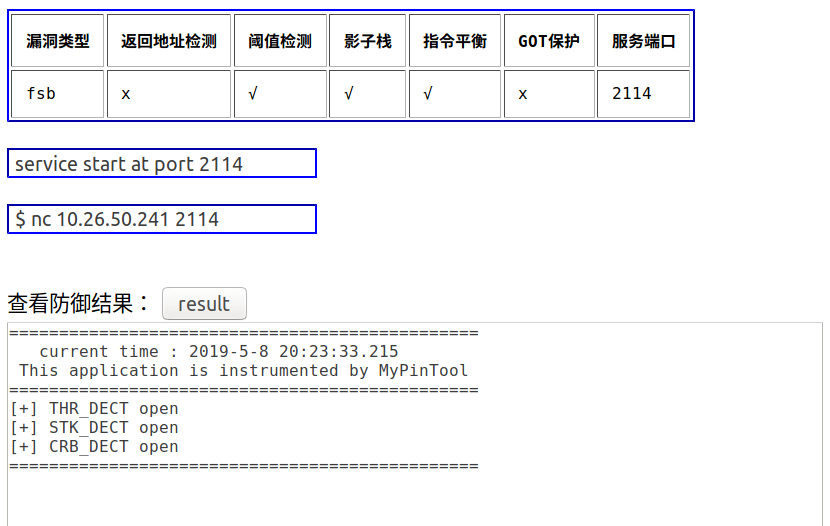 漏洞类型 返回地址检测 阈值检测 影子栈 指令平衡 GOT保护 服务端口
fsb x √ √ √ x 2114
service start at port 2114
$ nc 10.26.50.241 2114
查看防御结果： result
===============================================
current time : 2019-5-8 20:23:33.215
This application is instrumented by MyPinTool
===============================================
[+] THR_DECT open
[+] STK_DECT open
[+] CRB_DECT open
===============================================